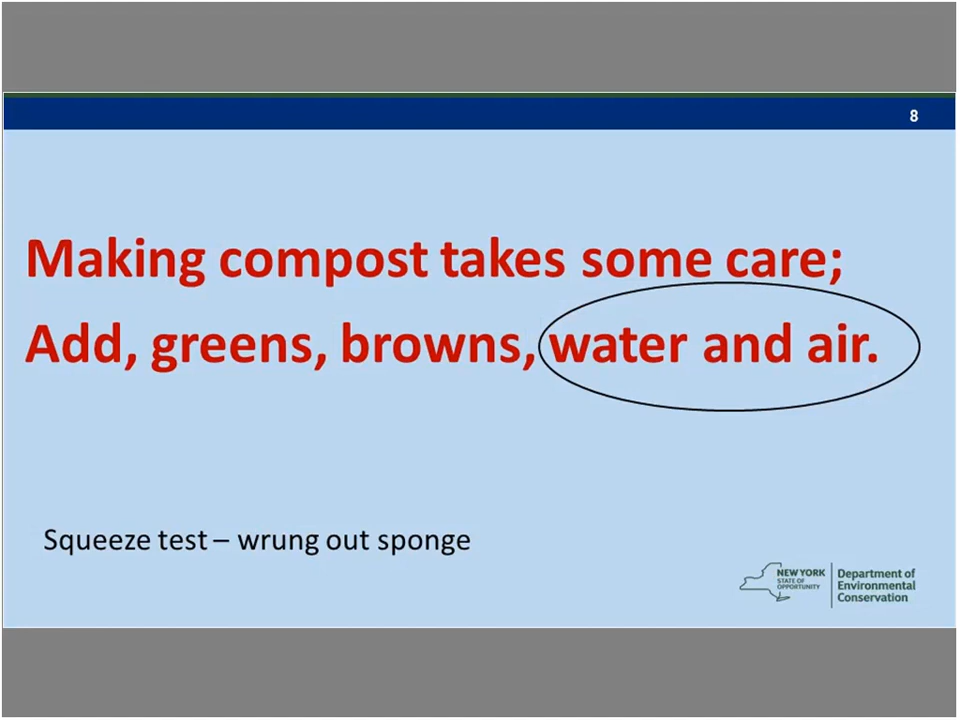 8
Making compost takes some care;
Add, greens, browns, water and air.
Squeeze test – wrung out sponge
NEW YORK
STATE OF
OPPORTUNITY
Department of
Environmental
Conservation